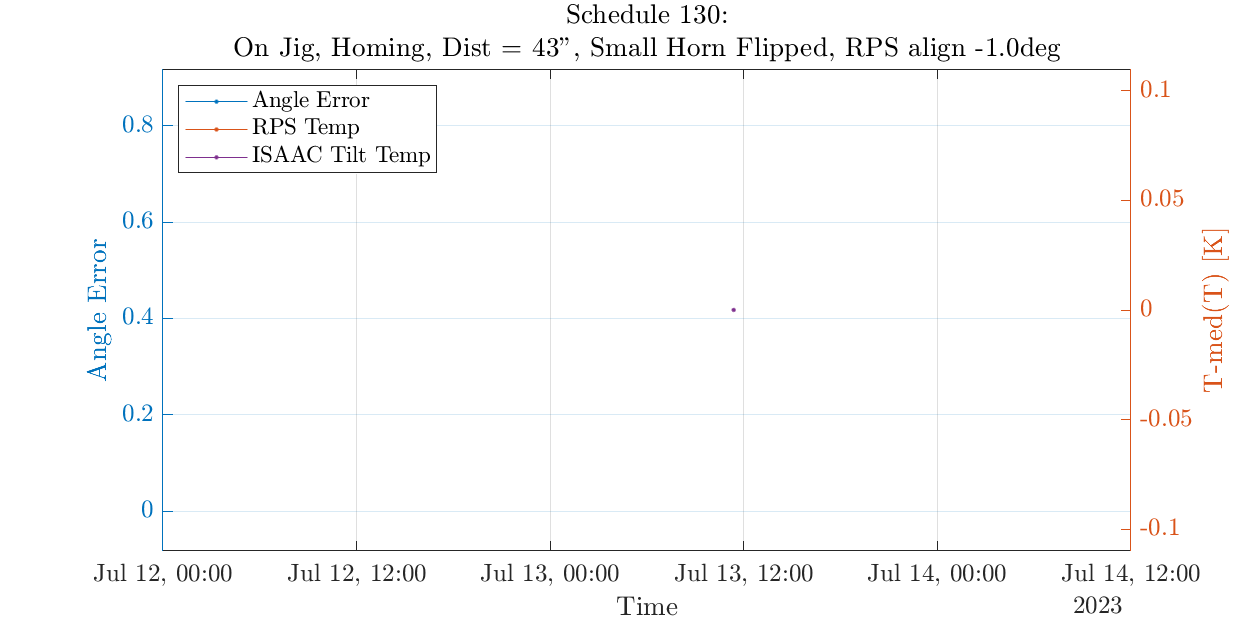 Schedule 130:
On Jig, Homing, Dist = 43", Small Horn Flipped, RPS align -1.0deg
Angle Error
RPS Temp
ISAAC Tilt Temp
0.8
0.6
0.4
0.2
0
Angle Error
0.1
0.05
0
-0.05
-0.1
T-med(T) [K]
Jul 12, 00:00
Jul 12, 12:00
Jul 13, 00:00
Jul 13, 12:00
Jul 14, 00:00
Jul 14, 12:00
2023
Time